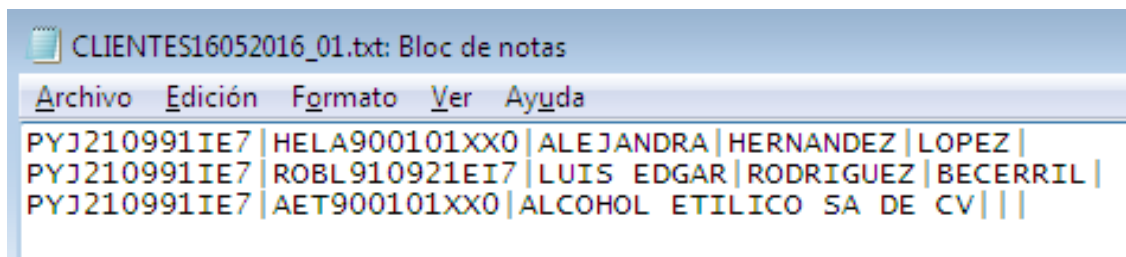 CLIENTES16052016_01.txt: Bloc de notas
Archivo Edición Formato Ver Ayuda
PYJ210991IE7|HELA900101XX0|ALEJANDRA|HERNANDEZ|LOPEZ|
PYJ210991IE7|ROBL910921EI7|LUIS EDGAR|RODRIGUEZ|BECERRIL|
PYJ210991IE7|AET900101XX0|ALCOHOL ETILICO SA DE CV|||